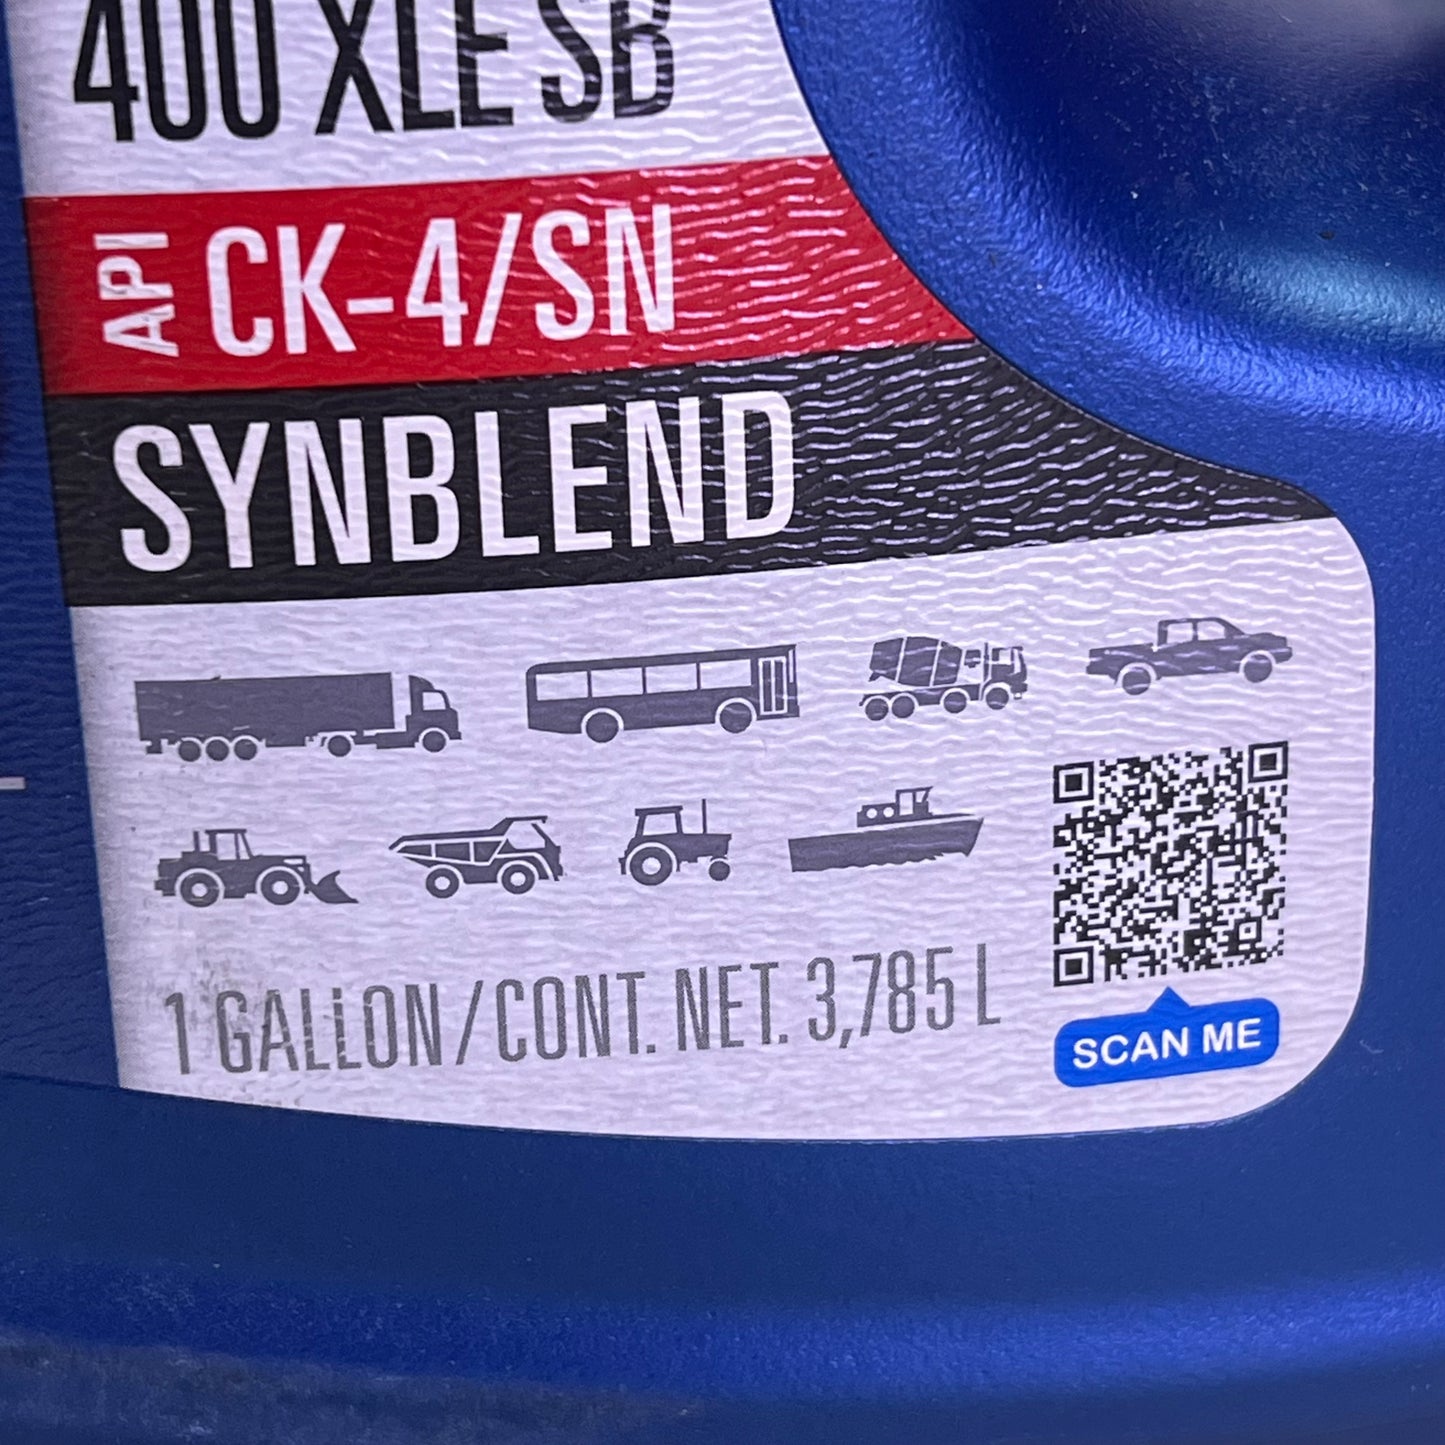 400 XLE SB
API CK-4/SN
SYNBLEND
1 GALLON/CONT. NET. 3,785 L
SCAN ME